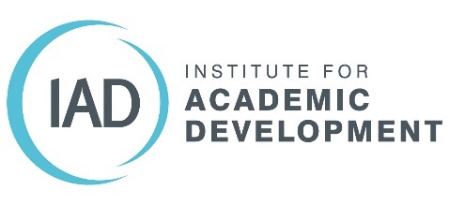 IAD
INSTITUTE FOR
ACADEMIC
DEVELOPMENT